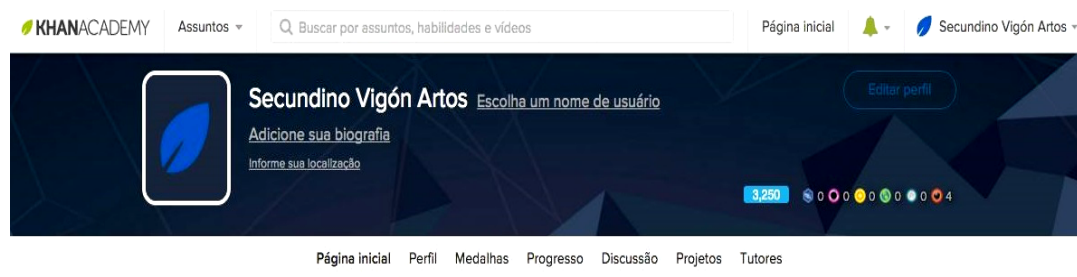 KHANACADEMY Assuntos Buscar por assuntos, habilidades e vídeos Página inicial Secundino Vigón Artos
Secundino Vigón Artos Escolha um nome de usuário Editar perfil
Adicione sua biografia
Informe sua localização
3,250 0 0 0 0 0 4
Página inicial Perfil Medalhas Progresso Discussão Projetos Tutores